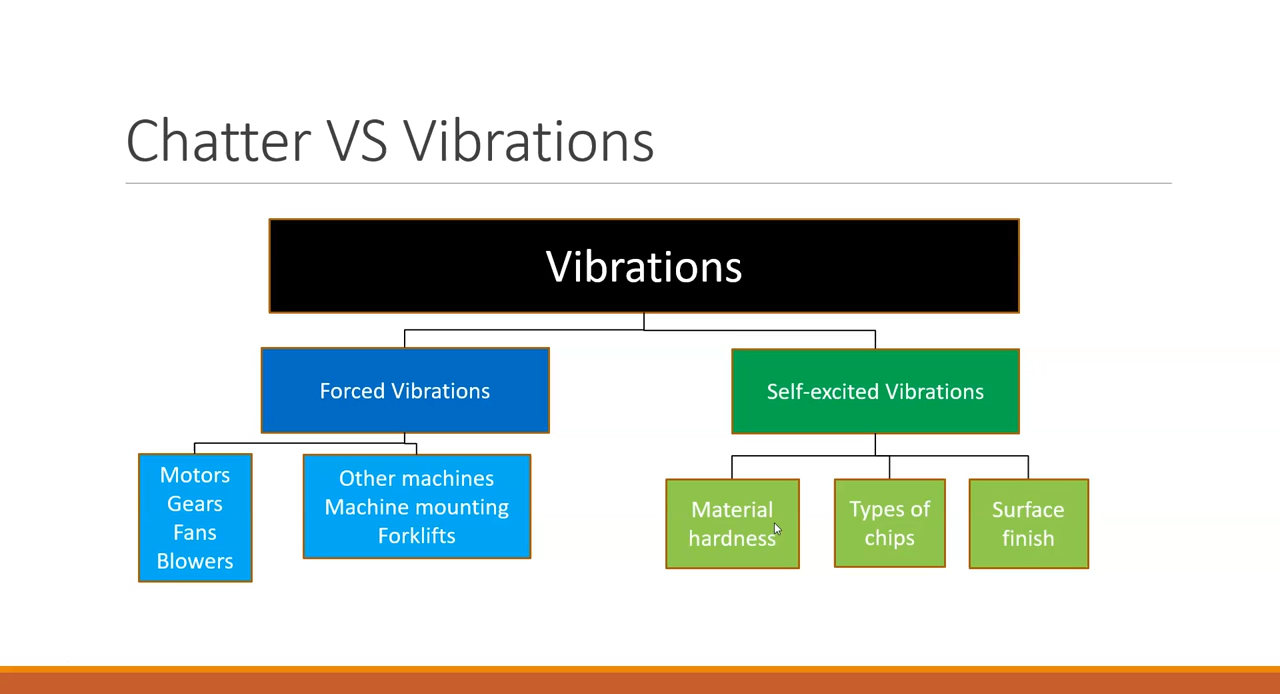 Chatter VS Vibrations
Vibrations
Forced Vibrations
Self-excited Vibrations
Motors
Gears
Fans
Blowers
Other machines
Machine mounting
Forklifts
Material
hardness
Types of
chips
Surface
finish